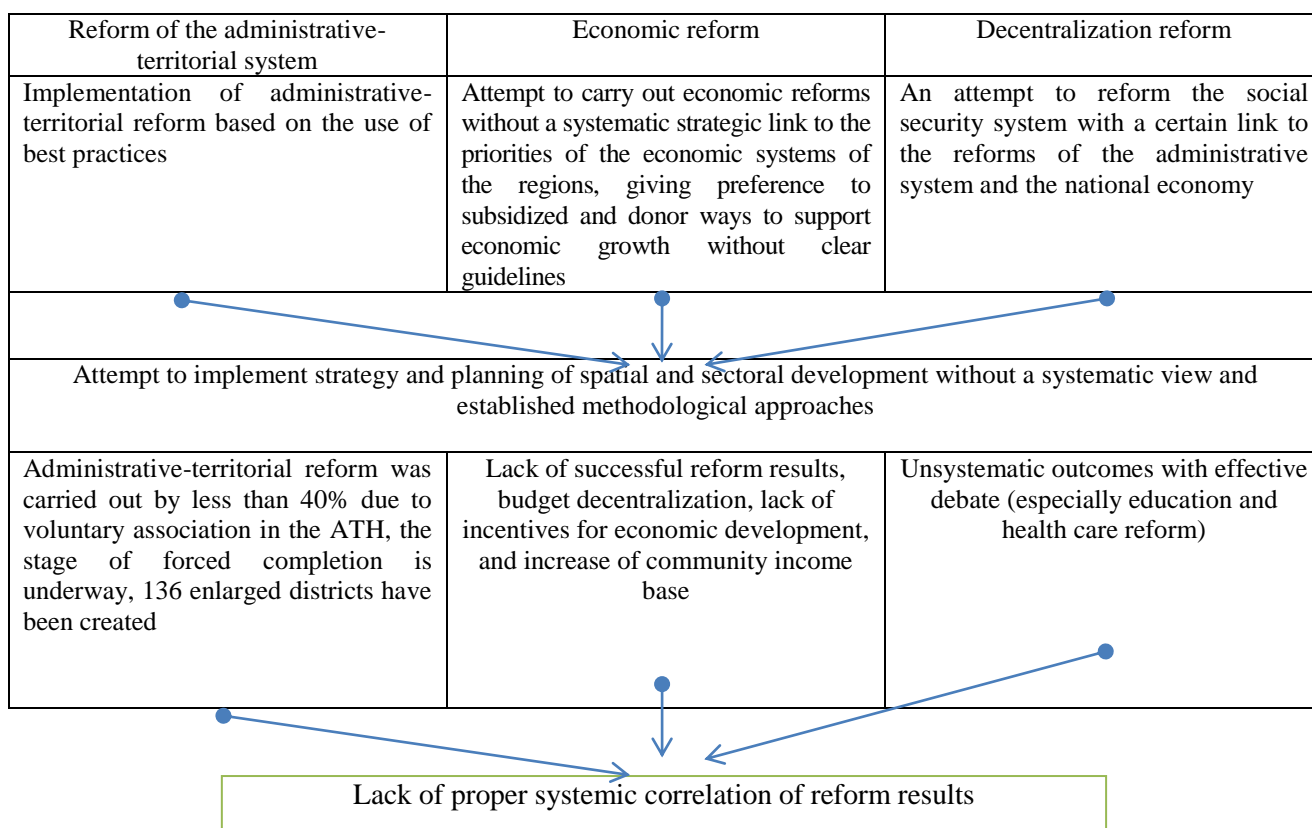 Reform of the administrative-
territorial system
Economic reform
Decentralization reform
Implementation of administrative-
territorial reform based on the use of
best practices
Attempt to carry out economic reforms
without a systematic strategic link to the
priorities of the economic systems of
the regions, giving preference to
subsidized and donor ways to support
economic growth without clear
guidelines
An attempt to reform the social
security system with a certain link to
the reforms of the administrative
system and the national economy
Attempt to implement strategy and planning of spatial and sectoral development without a systematic view and
established methodological approaches
Administrative-territorial reform was
carried out by less than 40% due to
voluntary association in the ATH, the
stage of forced completion is
underway, 136 enlarged districts have
been created
Lack of successful reform results,
budget decentralization, lack of
incentives for economic development,
and increase of community income
base
Unsystematic outcomes with effective
debate (especially education and
health care reform)
Lack of proper systemic correlation of reform results